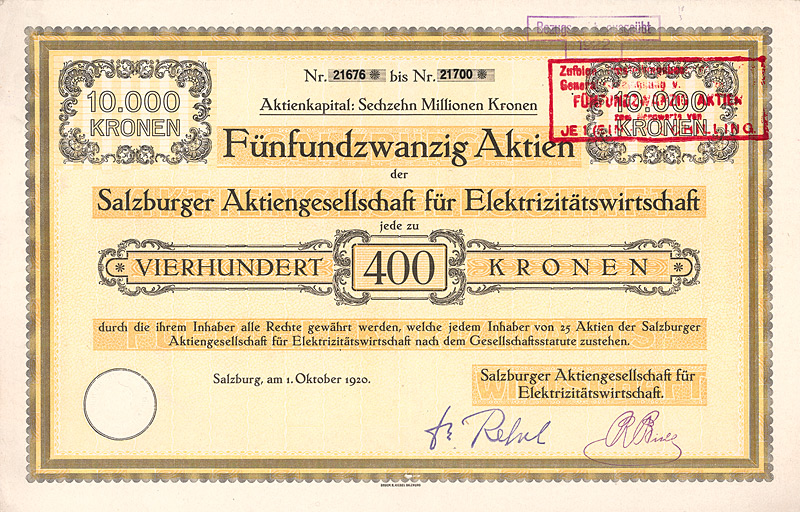 Nr. 21676 * bis Nr. 21700 *
Aktienkapital: Sechzehn Millionen Kronen
10.000
KRONEN
10.000
KRONEN
FÜNFUNDZWANZIG AKTIEN
Fünfundzwanzig Aktien
der
Salzburger Aktiengesellschaft für Elektrizitätswirtschaft
jede zu
* VIERHUNDERT 400 KRONEN *
durch die ihrem Inhaber alle Rechte gewährt werden, welche jedem Inhaber von 25 Aktien der Salzburger
Aktiengesellschaft für Elektrizitätswirtschaft nach dem Gesellschaftsstatute zustehen.
Salzburg, am 1. Oktober 1920.
Salzburger Aktiengesellschaft für
Elektrizitätswirtschaft.